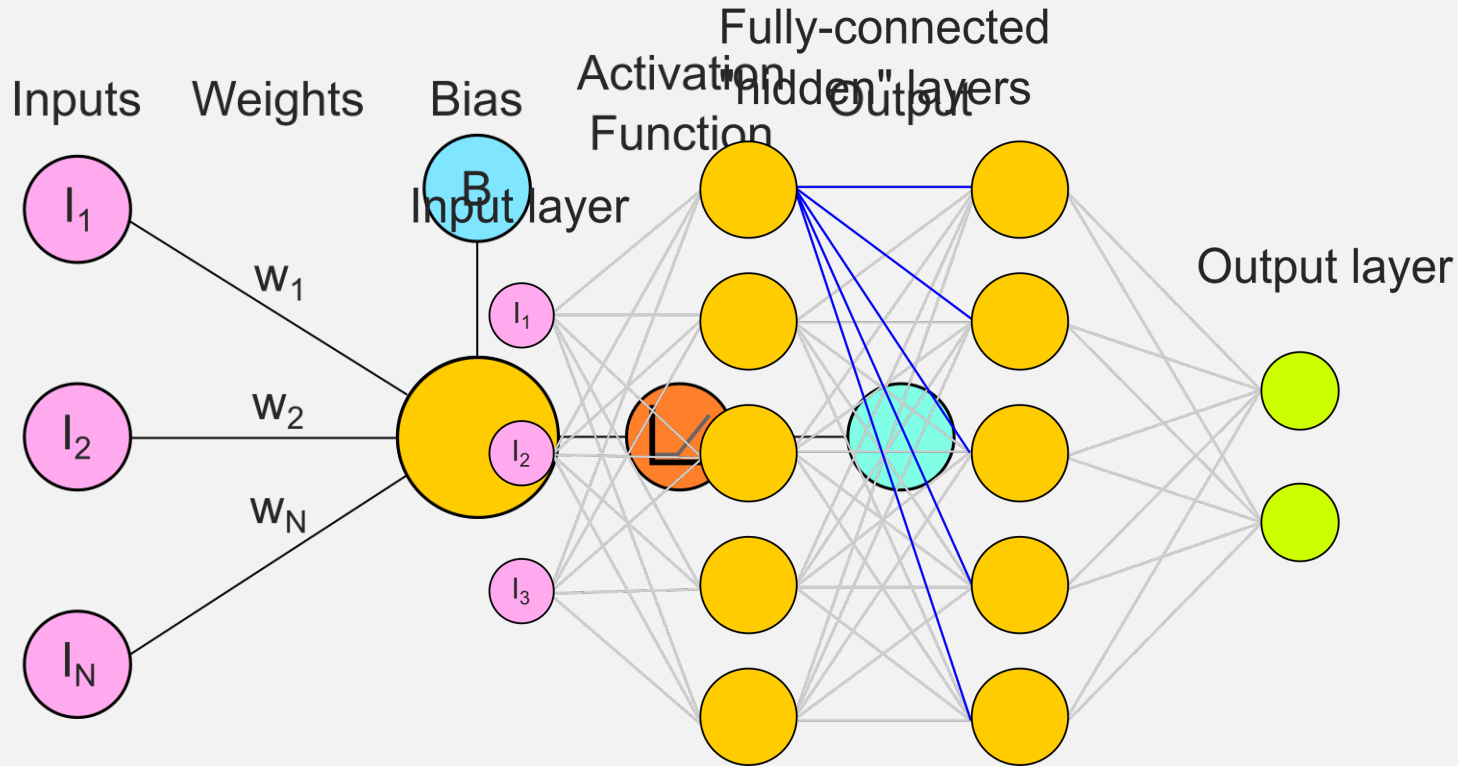 Fully-connected
"hidden" layers
Activation
Function
Inputs
Weights
Bias
Output
I1
B
Input layer
w1
Output layer
I1
w2
I2
I2
wN
I3
IN